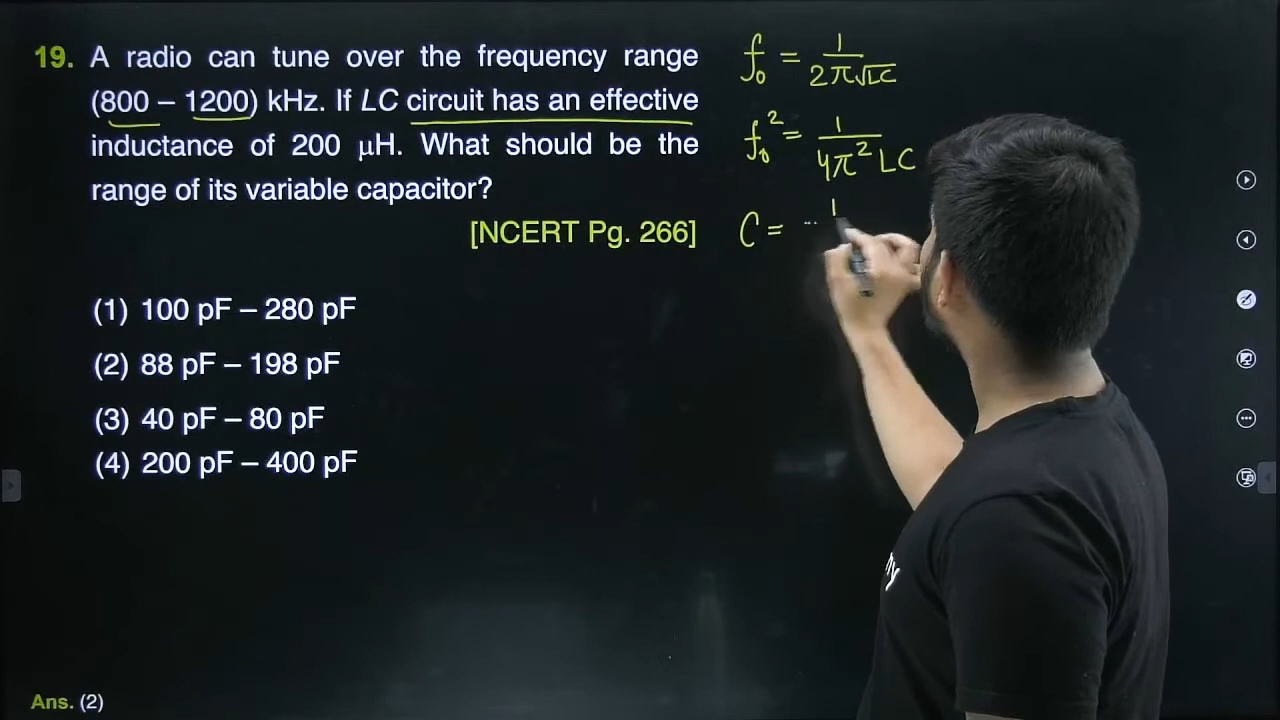 19. A radio can tune over the frequency range
(800 – 1200) kHz. If LC circuit has an effective
inductance of 200 μH. What should be the
range of its variable capacitor?
[NCERT Pg. 266]
(1) 100 pF – 280 pF
(2) 88 pF – 198 pF
(3) 40 pF – 80 pF
(4) 200 pF – 400 pF
Ans. (2)
f₀ = 1/2π√LC
f₀² = 1/4π² LC
C = 1